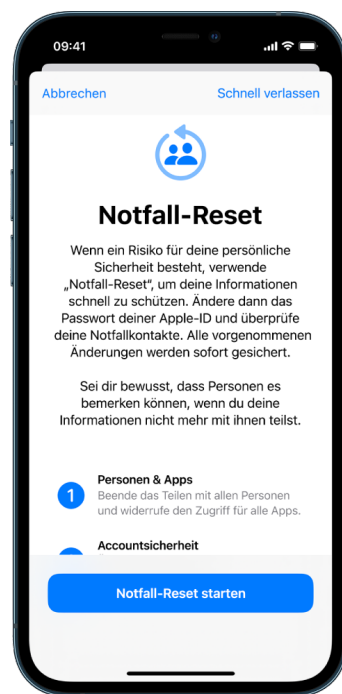 09:41
Abbrechen
Schnell verlassen
Notfall-Reset
Wenn ein Risiko für deine persönliche
Sicherheit besteht, verwende
„Notfall-Reset“, um deine Informationen
schnell zu schützen. Ändere dann das
Passwort deiner Apple-ID und überprüfe
deine Notfallkontakte. Alle vorgenommenen
Änderungen werden sofort gesichert.
Sei dir bewusst, dass Personen es
bemerken können, wenn du deine
Informationen nicht mehr mit ihnen teilst.
1
Personen & Apps
Beende das Teilen mit allen Personen
und widerrufe den Zugriff für alle Apps.
Accountsicherheit
Notfall-Reset starten